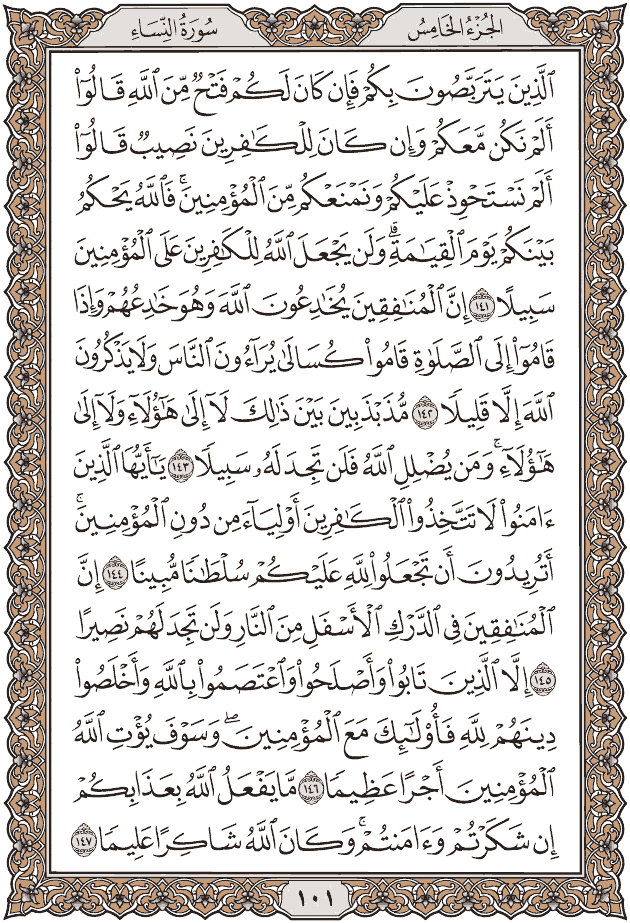 الجُزْءُ الخَامِسُ
سُورَةُ النِّسَاءِ
ٱلَّذِينَ يَتَرَبَّصُونَ بِكُمْ فَإِن كَانَ لَكُمْ فَتْحٌ مِّنَ ٱللَّهِ قَالُوٓاْ
أَلَمْ نَكُن مَّعَكُمْ وَإِن كَانَ لِلْكَٰفِرِينَ نَصِيبٌ قَالُوٓاْ
أَلَمْ نَسْتَحْوِذْ عَلَيْكُمْ وَنَمْنَعْكُم مِّنَ ٱلْمُؤْمِنِينَۚ فَٱللَّهُ يَحْكُمُ
بَيْنَكُمْ يَوْمَ ٱلْقِيَٰمَةِۗ وَلَن يَجْعَلَ ٱللَّهُ لِلْكَٰفِرِينَ عَلَى ٱلْمُؤْمِنِينَ
سَبِيلًا ١٤١ إِنَّ ٱلْمُنَٰفِقِينَ يُخَٰدِعُونَ ٱللَّهَ وَهُوَ خَٰدِعُهُمْ وَإِذَا
قَامُوٓاْ إِلَى ٱلصَّلَوٰةِ قَامُواْ كُسَالَىٰ يُرَآءُونَ ٱلنَّاسَ وَلَا يَذْكُرُونَ
ٱللَّهَ إِلَّا قَلِيلًا ١٤٢ مُّذَبْذَبِينَ بَيْنَ ذَٰلِكَ لَآ إِلَىٰ هَٰٓؤُلَآءِ وَلَآ إِلَىٰ
هَٰٓؤُلَآءِۚ وَمَن يُضْلِلِ ٱللَّهُ فَلَن تَجِدَ لَهُۥ سَبِيلًا ١٤٣ يَٰٓأَيُّهَا ٱلَّذِينَ
ءَامَنُواْ لَا تَتَّخِذُواْ ٱلْكَٰفِرِينَ أَوْلِيَآءَ مِن دُونِ ٱلْمُؤْمِنِينَۚ
أَتُرِيدُونَ أَن تَجْعَلُواْ لِلَّهِ عَلَيْكُمْ سُلْطَٰنًا مُّبِينًا ١٤٤ إِنَّ
ٱلْمُنَٰفِقِينَ فِي ٱلدَّرْكِ ٱلْأَسْفَلِ مِنَ ٱلنَّارِ وَلَن تَجِدَ لَهُمْ نَصِيرًا
١٤٥ إِلَّا ٱلَّذِينَ تَابُواْ وَأَصْلَحُواْ وَٱعْتَصَمُواْ بِٱللَّهِ وَأَخْلَصُواْ
دِينَهُمْ لِلَّهِ فَأُوْلَٰٓئِكَ مَعَ ٱلْمُؤْمِنِينَۖ وَسَوْفَ يُؤْتِ ٱللَّهُ
ٱلْمُؤْمِنِينَ أَجْرًا عَظِيمًا ١٤٦ مَّا يَفْعَلُ ٱللَّهُ بِعَذَابِكُمْ
إِن شَكَرْتُمْ وَءَامَنتُمْۚ وَكَانَ ٱللَّهُ شَاكِرًا عَلِيمًا ١٤٧
١٠١